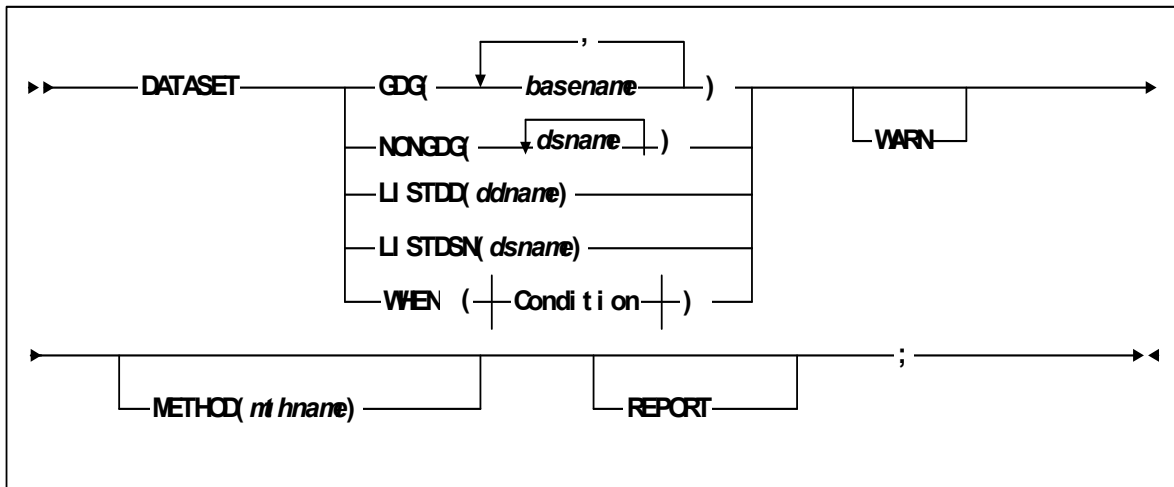 ,
DATASET GDG( basename )
NONGDG( dsname ) WARN
LISTDD( ddname)
LISTDSN( dsname)
WHEN ( Condition )
;
METHOD( mthname) REPORT